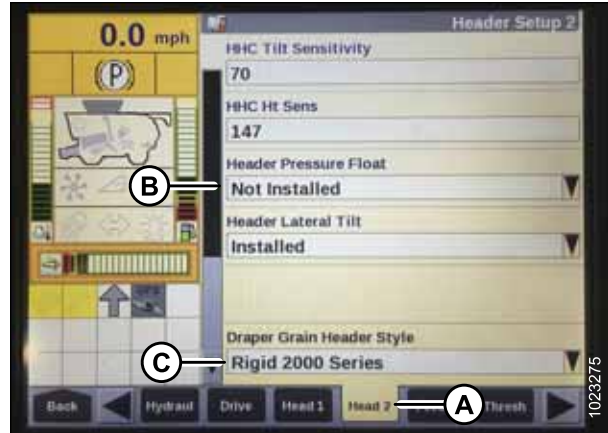 0.0 mph
Header Setup 2
(P)
HHC Tilt Sensitivity
70
HHC Ht Sens
147
Header Pressure Float
B
Not Installed
Header Lateral Tilt
Installed
Draper Grain Header Style
C
Rigid 2000 Series
Back
Hydraul
Drive
Head 1
Head 2
A
Thresh
1023275